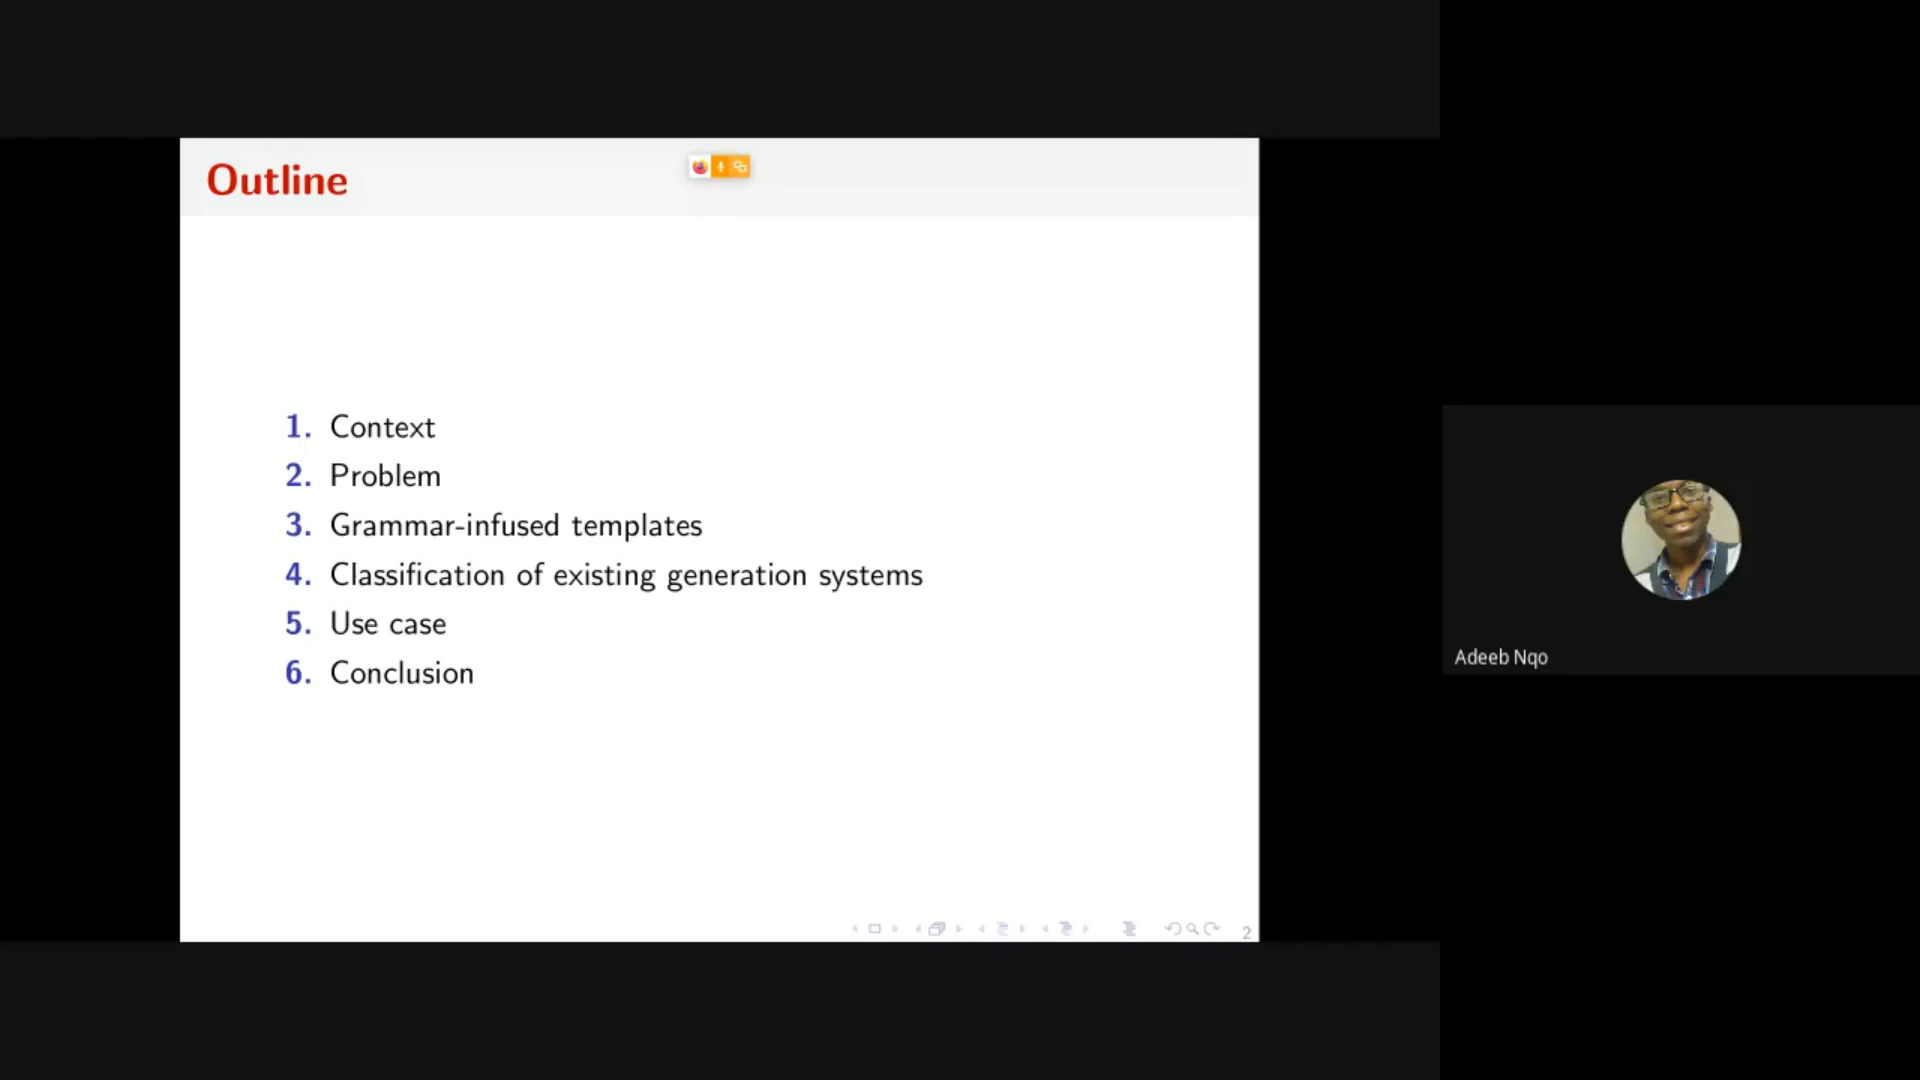 Outline
1. Context
2. Problem
3. Grammar-infused templates
4. Classification of existing generation systems
5. Use case
6. Conclusion
2
Adeeb Nqo